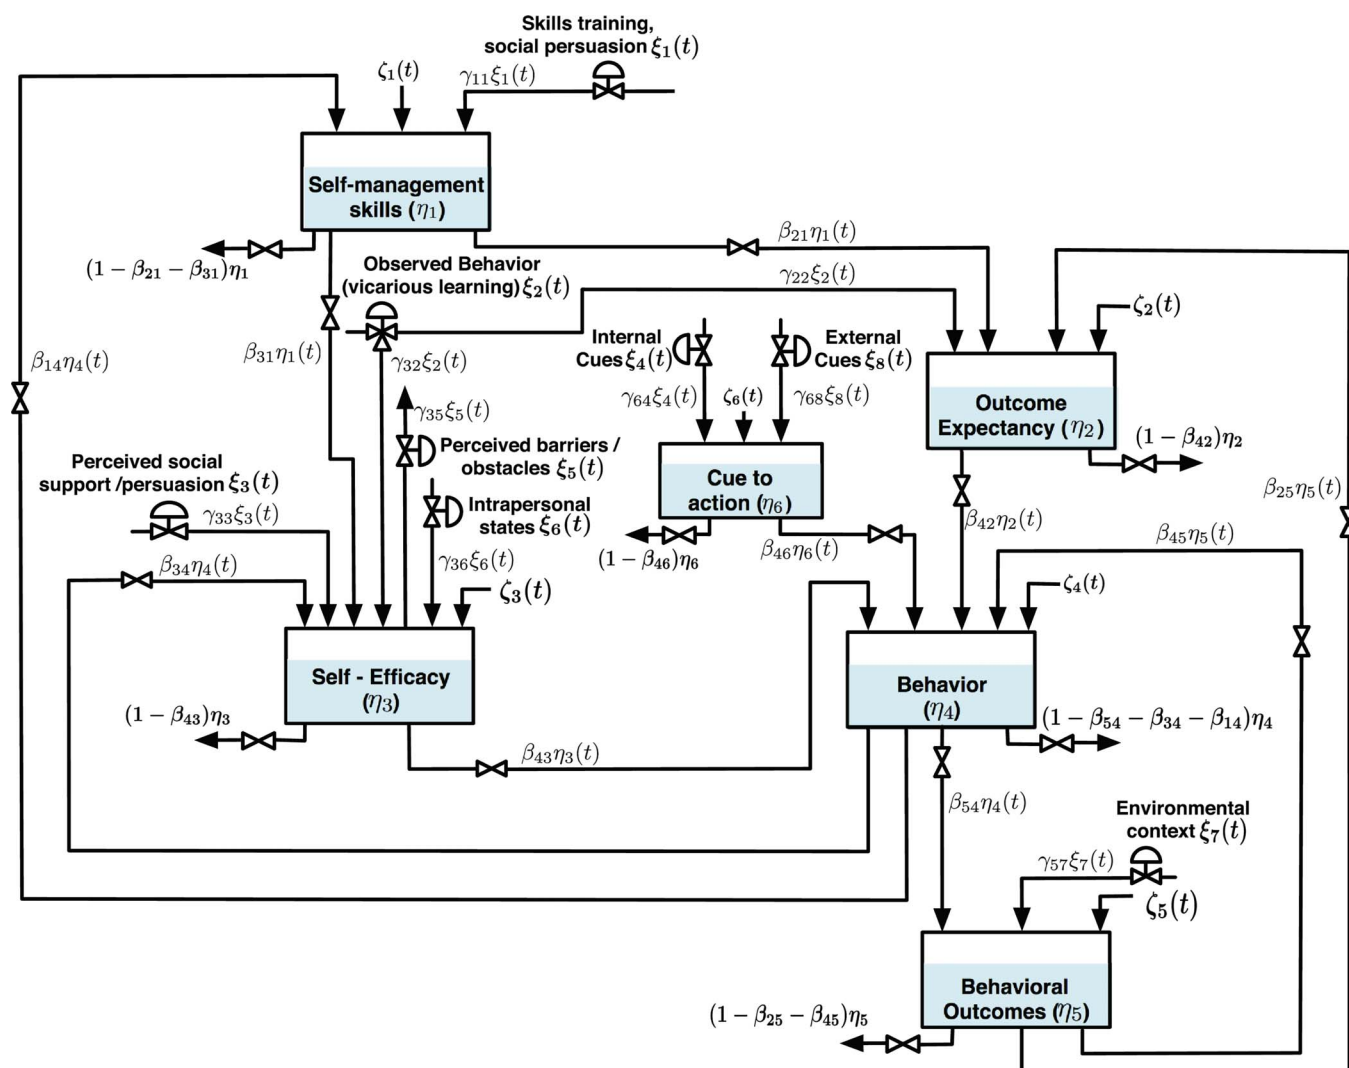 Skills training,
social persuasion ξ₁(t)
ζ₁(t)
γ₁₁ξ₁(t)
Self-management
skills (η₁)
(1 − β₂₁ − β₃₁)η₁
β₂₁η₁(t)
Observed Behavior
(vicarious learning) ξ₂(t)
γ₂₂ξ₂(t)
ζ₂(t)
β₁₄η₄(t)
β₃₁η₁(t)
γ₃₂ξ₂(t)
Internal
Cues ξ₄(t)
External
Cues ξ₈(t)
γ₆₄ξ₄(t)
ζ₆(t)
γ₆₈ξ₈(t)
Outcome
Expectancy (η₂)
γ₃₅ξ₅(t)
Perceived barriers /
obstacles ξ₅(t)
(1 − β₄₂)η₂
Perceived social
support /persuasion ξ₃(t)
Cue to
action (η₆)
Intrapersonal
states ξ₆(t)
β₂₅η₅(t)
γ₃₃ξ₃(t)
β₄₂η₂(t)
β₄₅η₅(t)
β₃₄η₄(t)
γ₃₆ξ₆(t)
(1 − β₄₆)η₆
β₄₆η₆(t)
ζ₃(t)
ζ₄(t)
Self - Efficacy
(η₃)
Behavior
(η₄)
(1 − β₄₃)η₃
(1 − β₅₄ − β₃₄ − β₁₄)η₄
β₄₃η₃(t)
β₅₄η₄(t)
Environmental
context ξ₇(t)
γ₅₇ξ₇(t)
ζ₅(t)
Behavioral
Outcomes (η₅)
(1 − β₂₅ − β₄₅)η₅